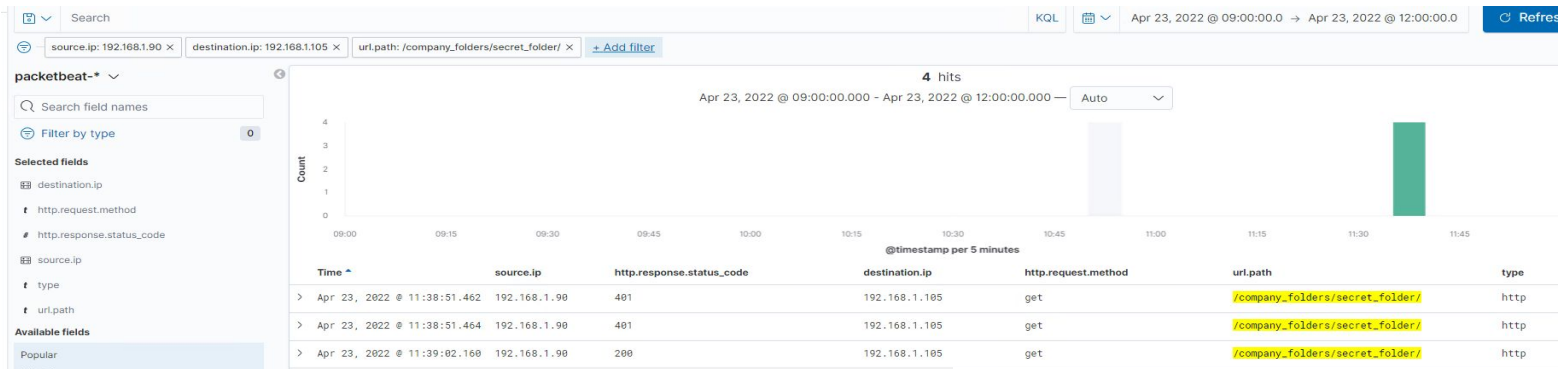 Search KQL Apr 23, 2022 @ 09:00:00.0 → Apr 23, 2022 @ 12:00:00.0
source.ip: 192.168.1.90 × destination.ip: 192.168.1.105 × url.path: /company_folders/secret_folder/ × + Add filter
packetbeat-*
4 hits
Search field names
Apr 23, 2022 @ 09:00:00.000 - Apr 23, 2022 @ 12:00:00.000 — Auto
Filter by type 0
Selected fields
destination.ip
t http.request.method
# http.response.status_code
source.ip
t type
t url.path
Available fields
Popular
Count
4
3
2
1
0
09:00 09:15 09:30 09:45 10:00 10:15 10:30 10:45 11:00 11:15 11:30 11:45
@timestamp per 5 minutes
Time source.ip http.response.status_code destination.ip http.request.method url.path type
> Apr 23, 2022 @ 11:38:51.462 192.168.1.90 401 192.168.1.105 get /company_folders/secret_folder/ http
> Apr 23, 2022 @ 11:38:51.464 192.168.1.90 401 192.168.1.105 get /company_folders/secret_folder/ http
> Apr 23, 2022 @ 11:39:02.160 192.168.1.90 200 192.168.1.105 get /company_folders/secret_folder/ http